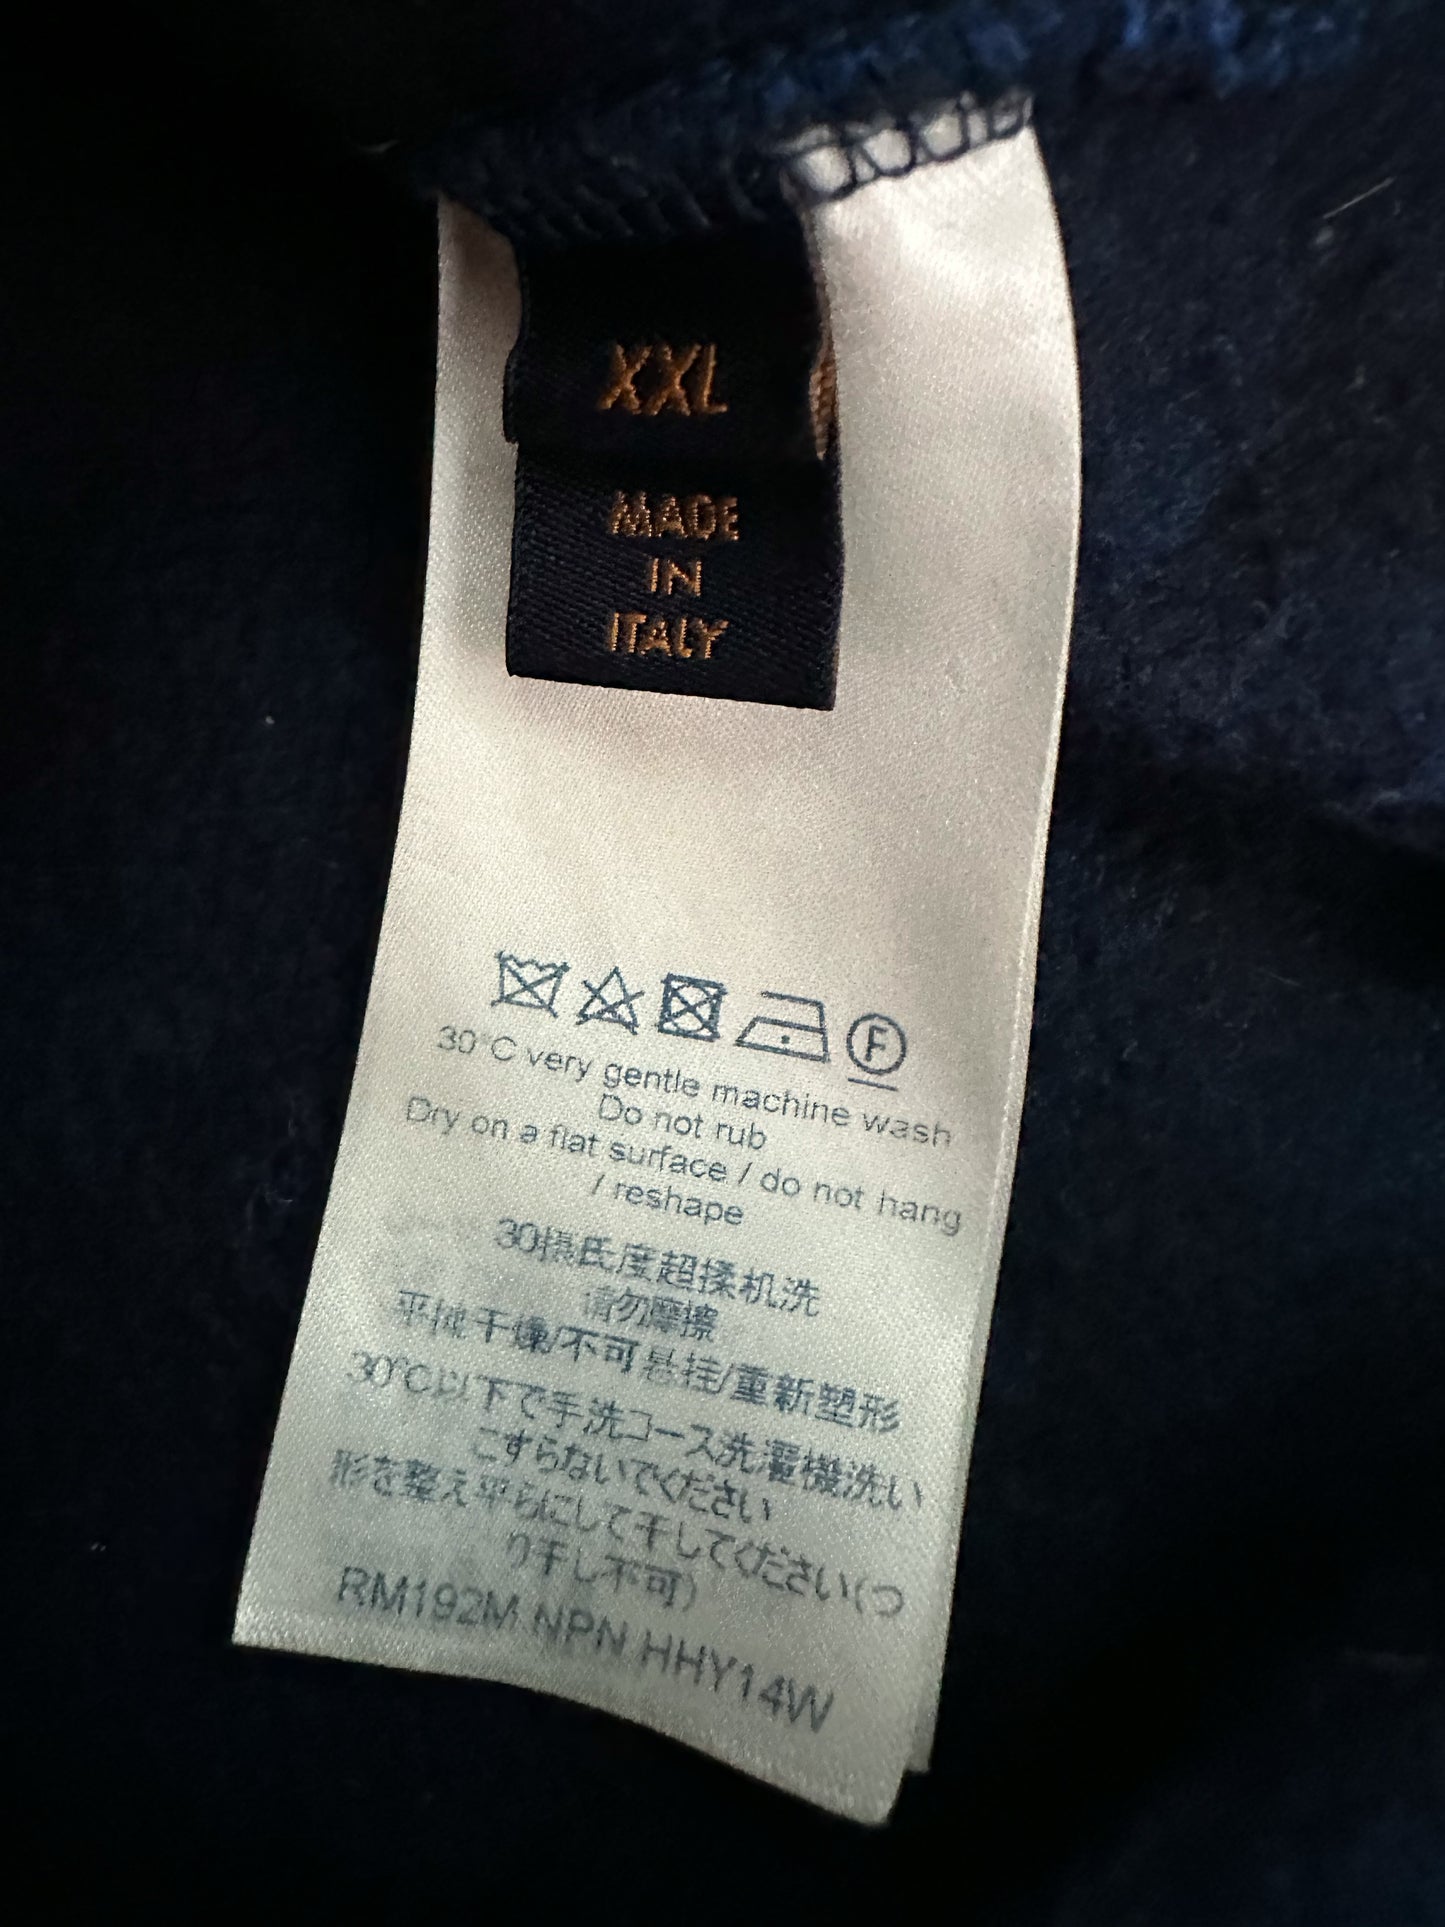 XXL
MADE
IN
ITALY
F
30°C very gentle machine wash
Do not rub
Dry on a flat surface / do not hang
/ reshape
30摄氏度超揉机洗
请勿摩擦
平地干燥/不可悬挂/重新塑形
30℃以下で手洗コース洗濯機洗い
こすらないでください
形を整え平らにして干してください(つ
り干し不可)
RM192M NPN HHY14W